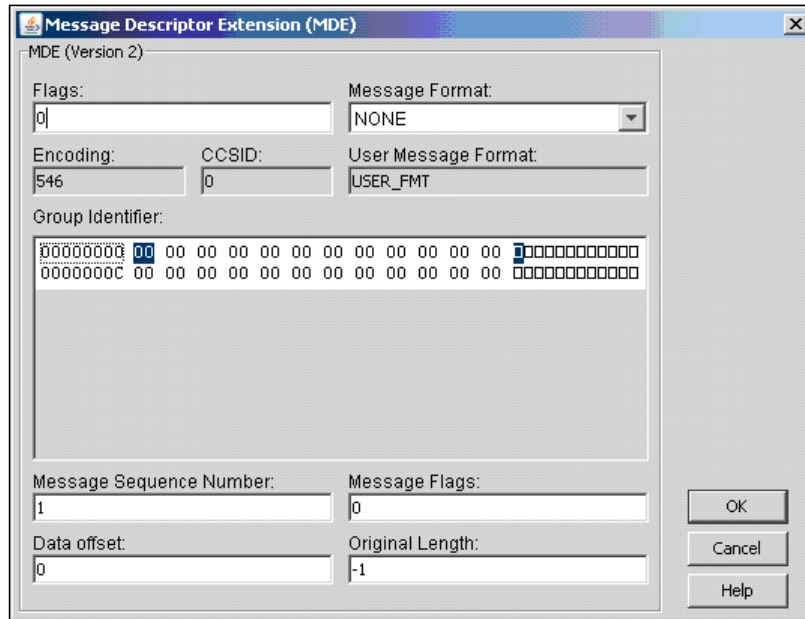 Message Descriptor Extension (MDE)
MDE (Version 2)
Flags: Message Format:
0 NONE
Encoding: CCSID: User Message Format:
546 0 USER_FMT
Group Identifier:
00000000 00 00 00 00 00 00 00 00 00 00 00 00 □□□□□□□□□□□□
0000000C 00 00 00 00 00 00 00 00 00 00 00 00 □□□□□□□□□□□□
Message Sequence Number: Message Flags:
1 0
OK
Data offset: Original Length:
Cancel
0 -1
Help